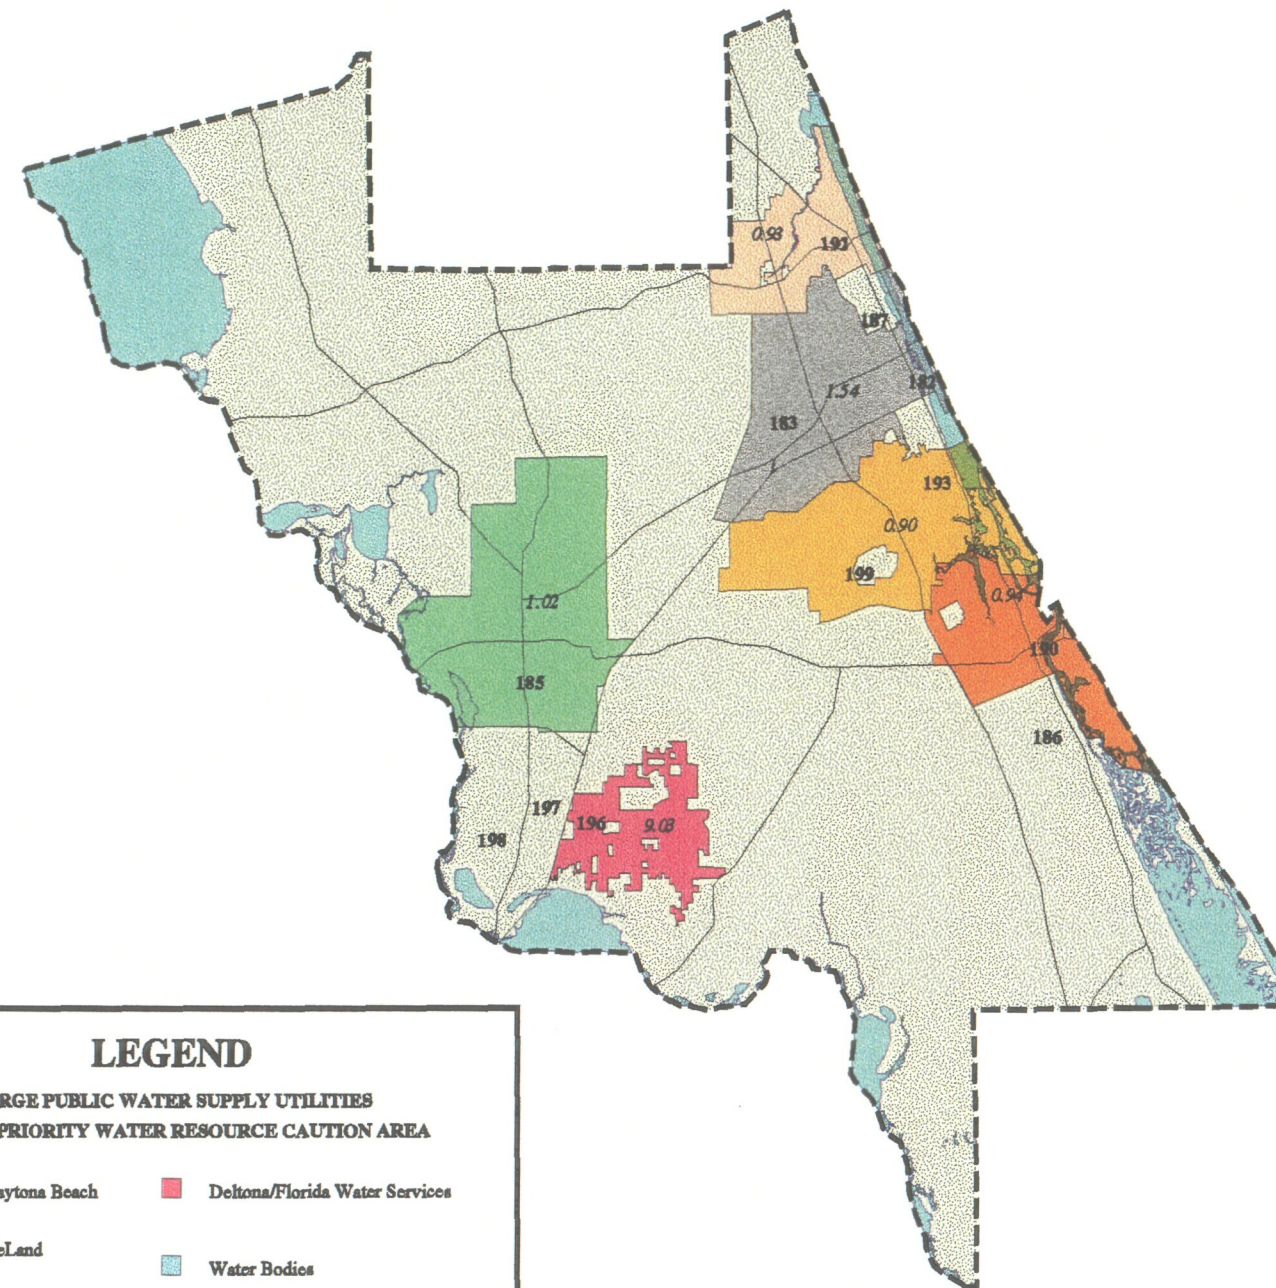 0.93
192
187
182
1.54
183
193
0.90
199
0.94
190
1.02
185
186
197
196
9.03
198
LEGEND
RGE PUBLIC WATER SUPPLY UTILITIES
PRIORITY WATER RESOURCE CAUTION AREA
aytona Beach
Deltona/Florida Water Services
eLand
Water Bodies